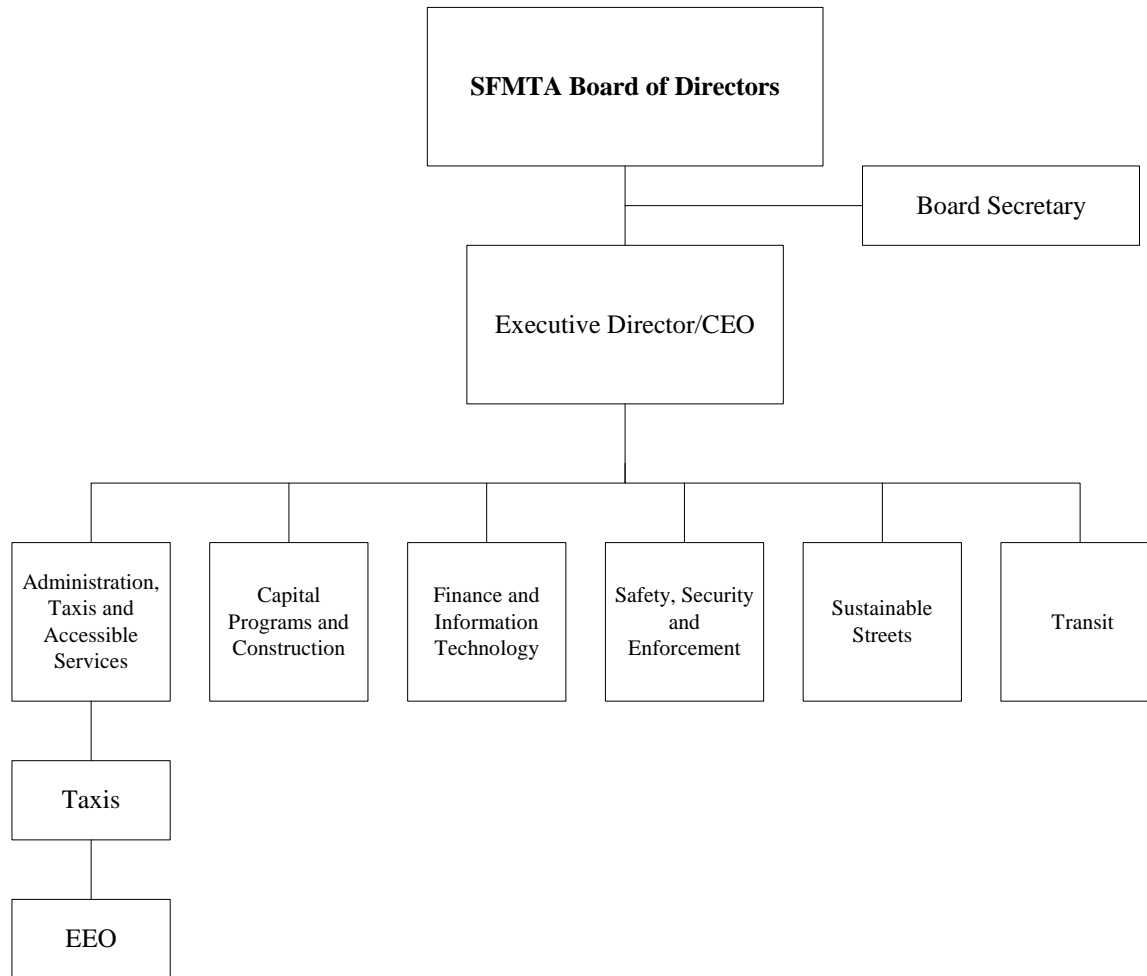 SFMTA Board of Directors
Board Secretary
Executive Director/CEO
Administration,
Taxis and
Accessible
Services
Capital
Programs and
Construction
Finance and
Information
Technology
Safety, Security
and
Enforcement
Sustainable
Streets
Transit
Taxis
EEO